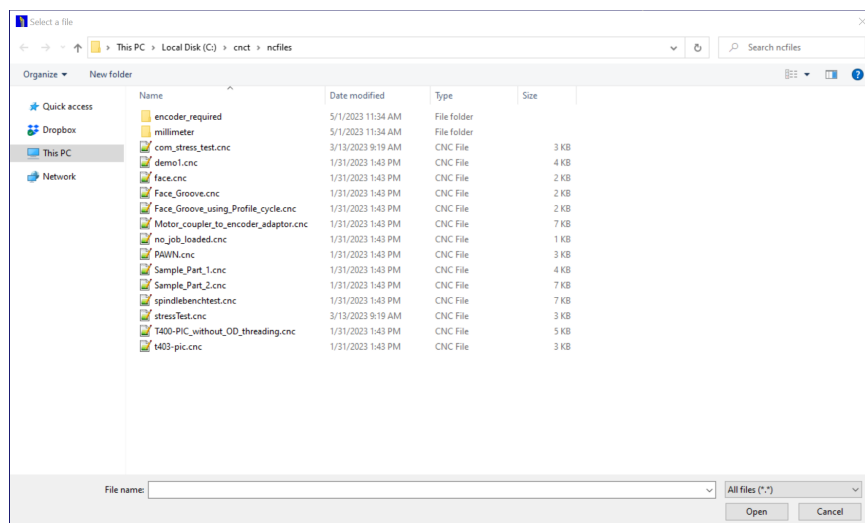 Select a file
This PC > Local Disk (C:) > cnct > ncfiles
Search ncfiles
Organize New folder
Name Date modified Type Size
Quick access
Dropbox
This PC
Network
encoder_required 5/1/2023 11:34 AM File folder
millimeter 5/1/2023 11:34 AM File folder
com_stress_test.cnc 3/13/2023 9:19 AM CNC File 3 KB
demo1.cnc 1/31/2023 1:43 PM CNC File 4 KB
face.cnc 1/31/2023 1:43 PM CNC File 2 KB
Face_Groove.cnc 1/31/2023 1:43 PM CNC File 2 KB
Face_Groove_using_Profile_cycle.cnc 1/31/2023 1:43 PM CNC File 2 KB
Motor_coupler_to_encoder_adaptor.cnc 1/31/2023 1:43 PM CNC File 7 KB
no_job_loaded.cnc 1/31/2023 1:43 PM CNC File 1 KB
PAWN.cnc 1/31/2023 1:43 PM CNC File 3 KB
Sample_Part_1.cnc 1/31/2023 1:43 PM CNC File 4 KB
Sample_Part_2.cnc 1/31/2023 1:43 PM CNC File 7 KB
spindlebenchtest.cnc 1/31/2023 1:43 PM CNC File 7 KB
stressTest.cnc 3/13/2023 9:19 AM CNC File 3 KB
T400-PIC_without_OD_threading.cnc 1/31/2023 1:43 PM CNC File 5 KB
t403-pic.cnc 1/31/2023 1:43 PM CNC File 3 KB
File name: All files (*.*)
Open Cancel